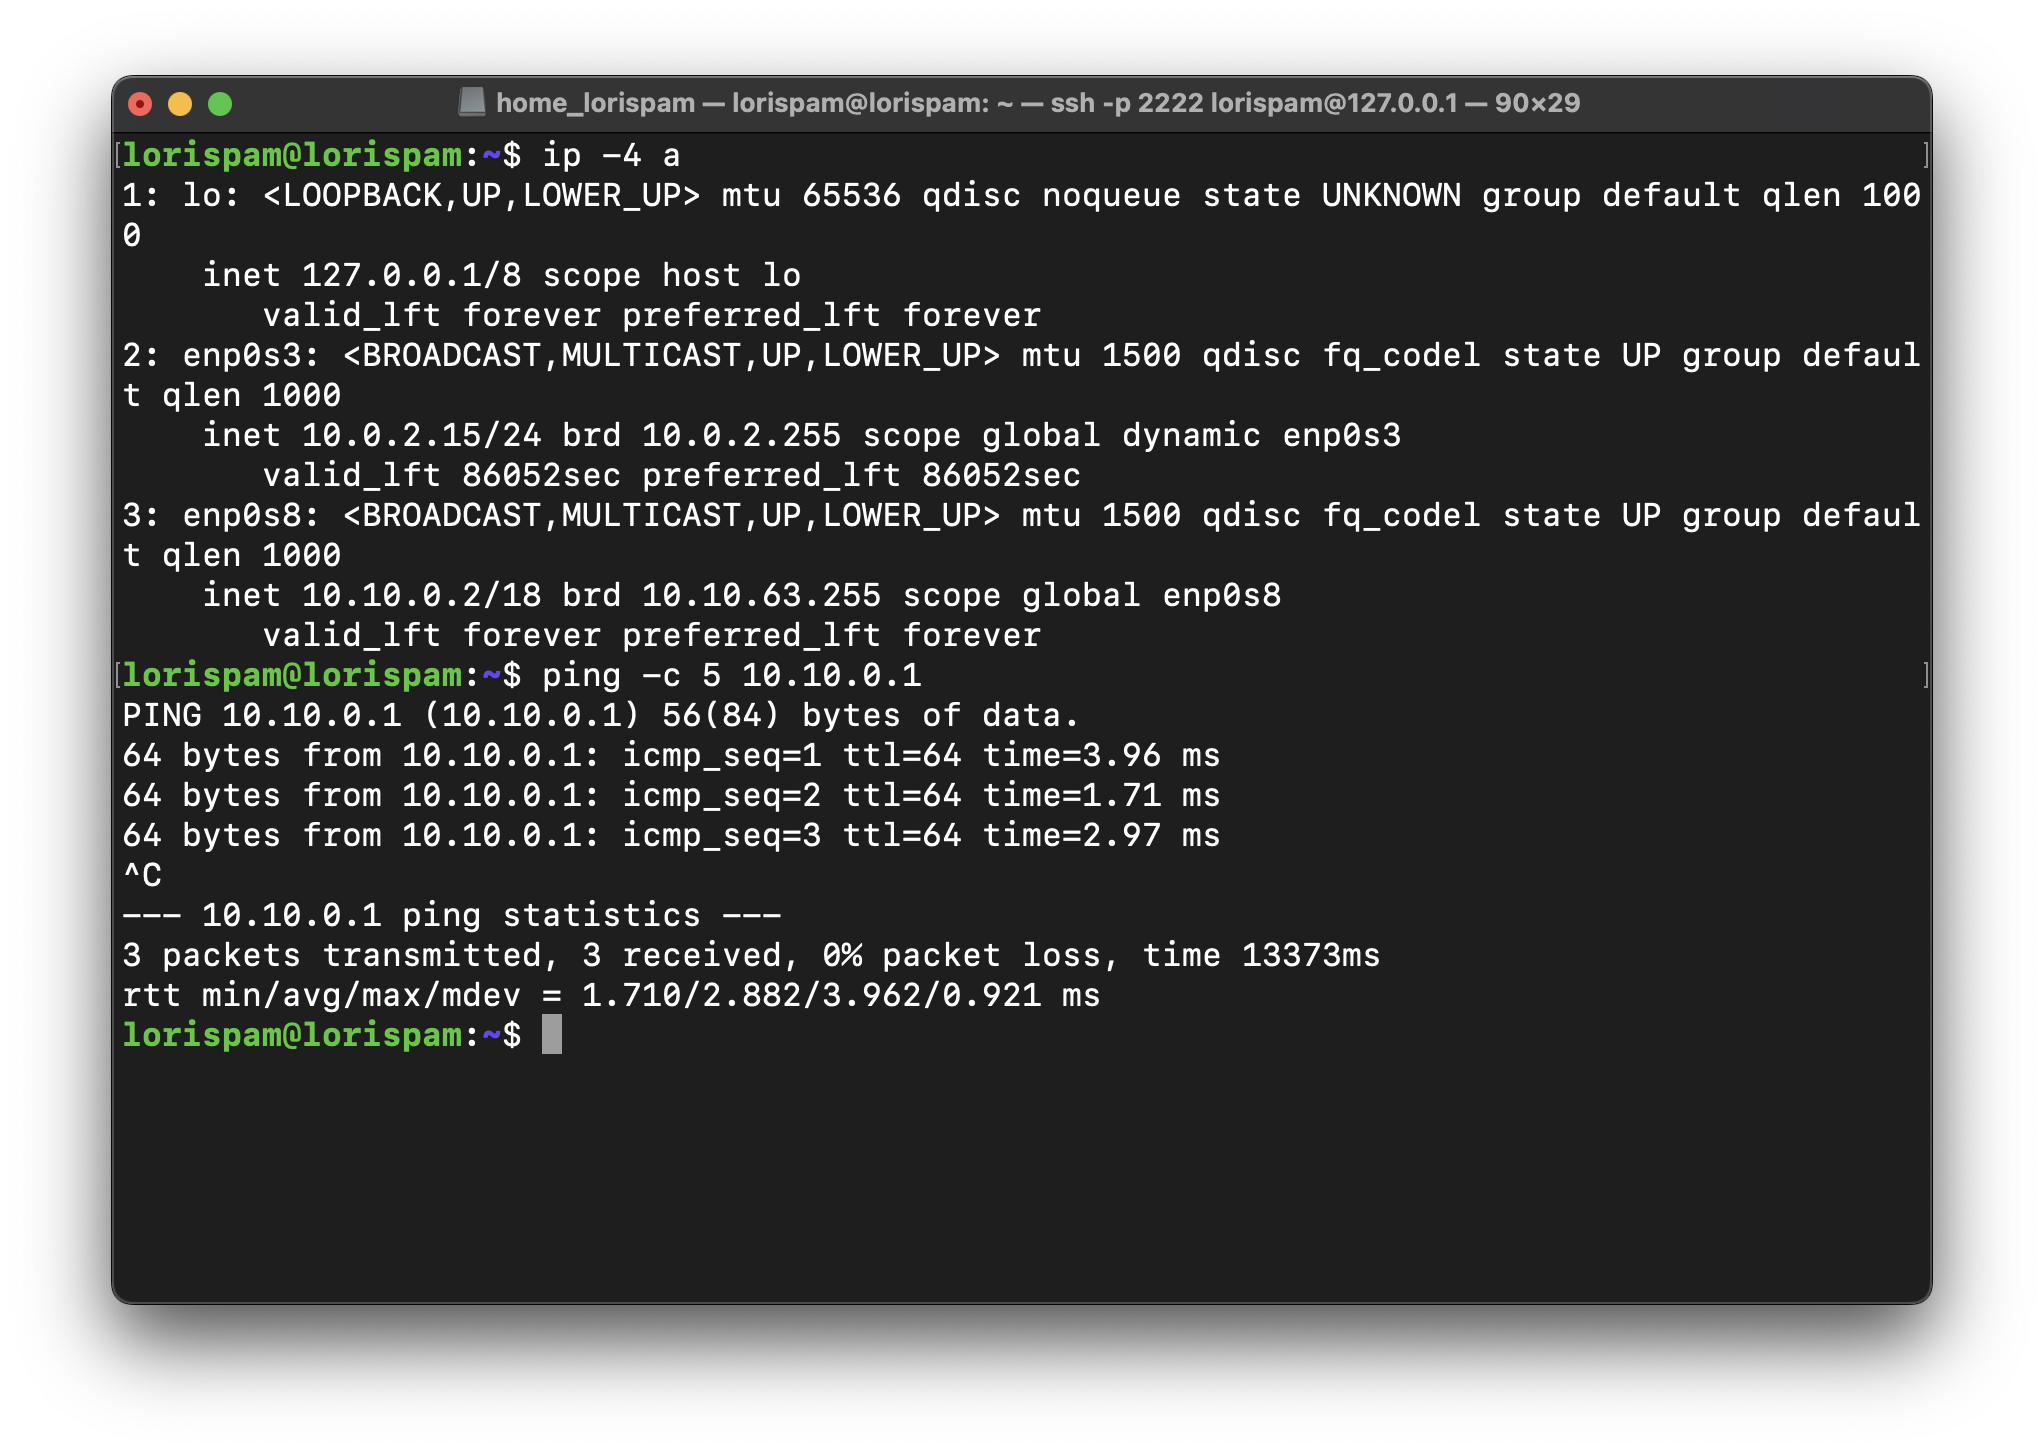 home_lorispam — lorispam@lorispam: ~ — ssh -p 2222 lorispam@127.0.0.1 — 90×29
[lorispam@lorispam:~$ ip -4 a ]
1: lo: <LOOPBACK,UP,LOWER_UP> mtu 65536 qdisc noqueue state UNKNOWN group default qlen 100
0
    inet 127.0.0.1/8 scope host lo
       valid_lft forever preferred_lft forever
2: enp0s3: <BROADCAST,MULTICAST,UP,LOWER_UP> mtu 1500 qdisc fq_codel state UP group defaul
t qlen 1000
    inet 10.0.2.15/24 brd 10.0.2.255 scope global dynamic enp0s3
       valid_lft 86052sec preferred_lft 86052sec
3: enp0s8: <BROADCAST,MULTICAST,UP,LOWER_UP> mtu 1500 qdisc fq_codel state UP group defaul
t qlen 1000
    inet 10.10.0.2/18 brd 10.10.63.255 scope global enp0s8
       valid_lft forever preferred_lft forever
[lorispam@lorispam:~$ ping -c 5 10.10.0.1 ]
PING 10.10.0.1 (10.10.0.1) 56(84) bytes of data.
64 bytes from 10.10.0.1: icmp_seq=1 ttl=64 time=3.96 ms
64 bytes from 10.10.0.1: icmp_seq=2 ttl=64 time=1.71 ms
64 bytes from 10.10.0.1: icmp_seq=3 ttl=64 time=2.97 ms
^C
--- 10.10.0.1 ping statistics ---
3 packets transmitted, 3 received, 0% packet loss, time 13373ms
rtt min/avg/max/mdev = 1.710/2.882/3.962/0.921 ms
lorispam@lorispam:~$